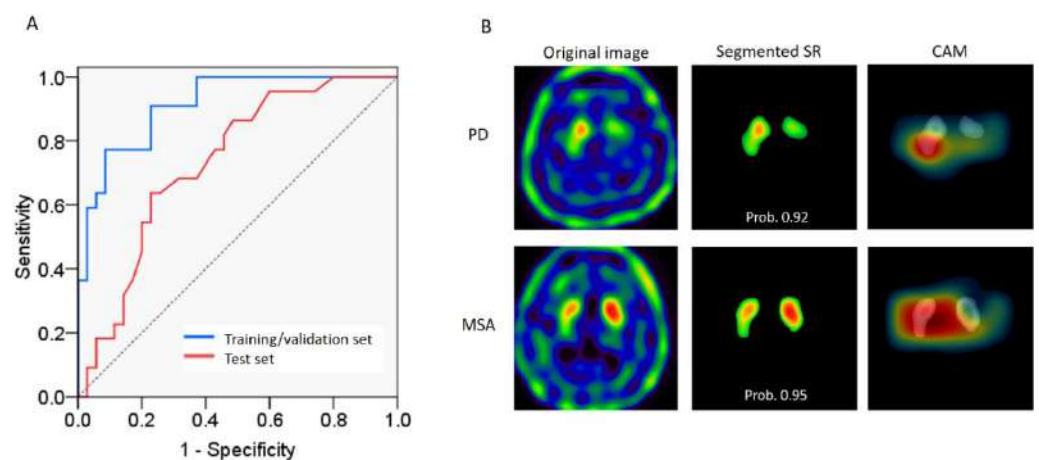 A
Sensitivity
1.0
0.8
0.6
0.4
0.2
0.0
0.0 0.2 0.4 0.6 0.8 1.0
1 - Specificity
Training/validation set
Test set
B
Original image Segmented SR CAM
PD
Prob. 0.92
MSA
Prob. 0.95